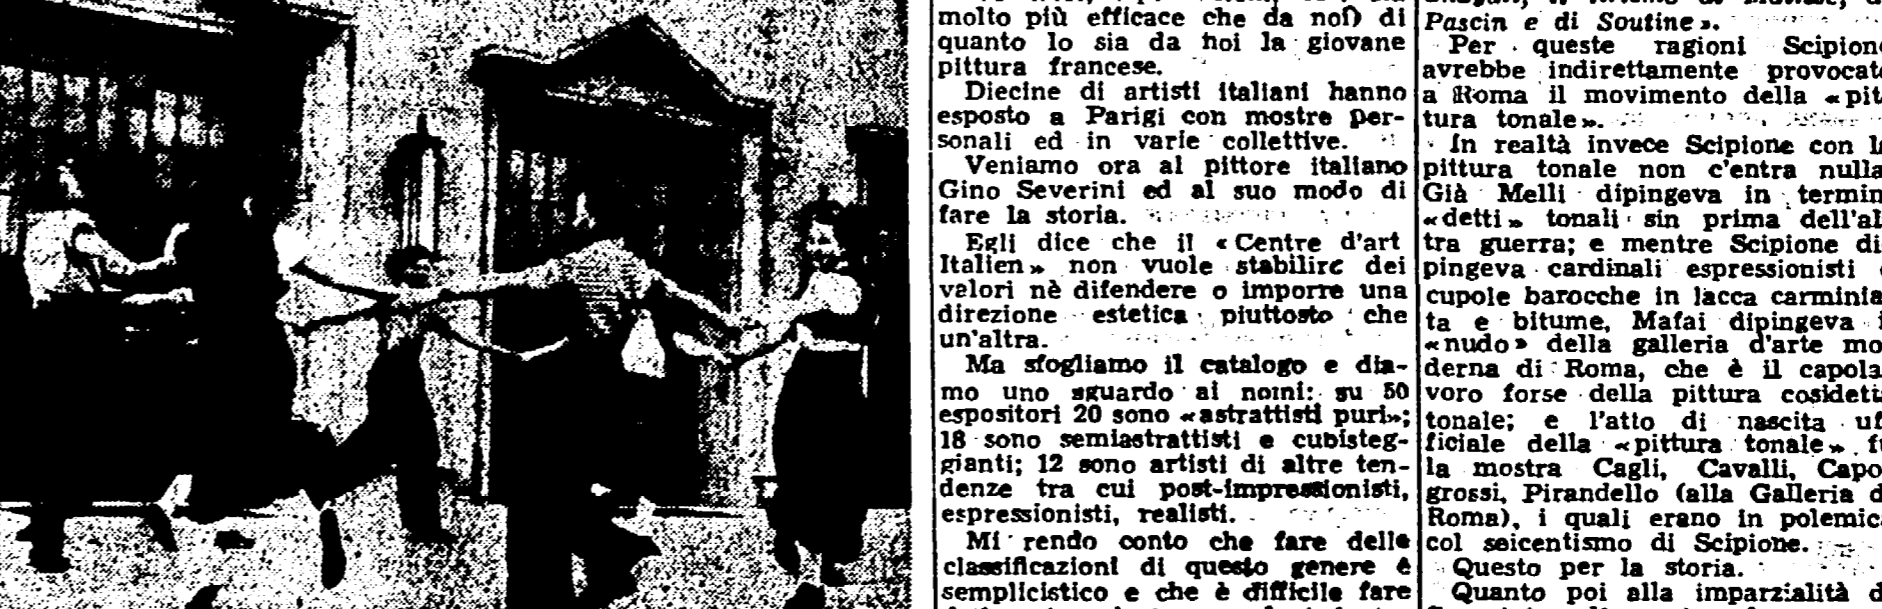 molto più efficace che da noi) di
quanto lo sia da noi la giovane
pittura francese.
Diecine di artisti italiani hanno
esposto a Parigi con mostre per-
sonali ed in varie collettive.
Veniamo ora al pittore italiano
Gino Severini ed al suo modo di
fare la storia.
Egli dice che il « Centre d'art
Italien » non vuole stabilire dei
valori nè difendere o imporre una
direzione estetica piuttosto che
un'altra.
Ma sfogliamo il catalogo e dia-
mo uno sguardo ai nomi: su 50
espositori 20 sono «astrattisti puri»;
18 sono semiastrattisti e cubisteg-
gianti; 12 sono artisti di altre ten-
denze tra cui post-impressionisti,
espressionisti, realisti.
Mi rendo conto che fare delle
classificazioni di questo genere è
semplicistico e che è difficile fare
Pascin e di Soutine ».
Per queste ragioni Scipione
avrebbe indirettamente provocato
a Roma il movimento della « pit-
tura tonale ».
In realtà invece Scipione con la
pittura tonale non c'entra nulla.
Già Melli dipingeva in termini
« detti » tonali sin prima dell'al-
tra guerra; e mentre Scipione di-
pingeva cardinali espressionisti
cupole barocche in lacca carminia-
ta e bitume, Mafai dipingeva
« nudo » della galleria d'arte mo-
derna di Roma, che è il capola-
voro forse della pittura cosidetta
tonale; e l'atto di nascita uf-
ficiale della « pittura tonale » fu
la mostra Cagli, Cavalli, Capo-
grossi, Pirandello (alla Galleria d
Roma), i quali erano in polemica
col seicentismo di Scipione.
Questo per la storia.
Quanto poi alla imparzialità d